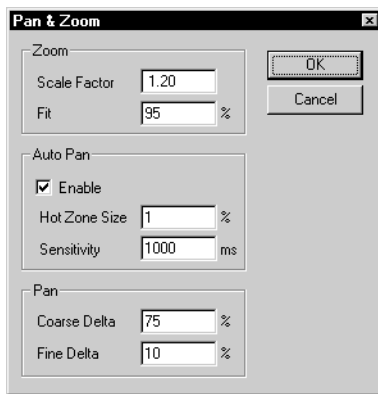 Pan & Zoom
Zoom
Scale Factor 1.20
Fit 95 %
OK
Cancel
Auto Pan
Enable
Hot Zone Size 1 %
Sensitivity 1000 ms
Pan
Coarse Delta 75 %
Fine Delta 10 %